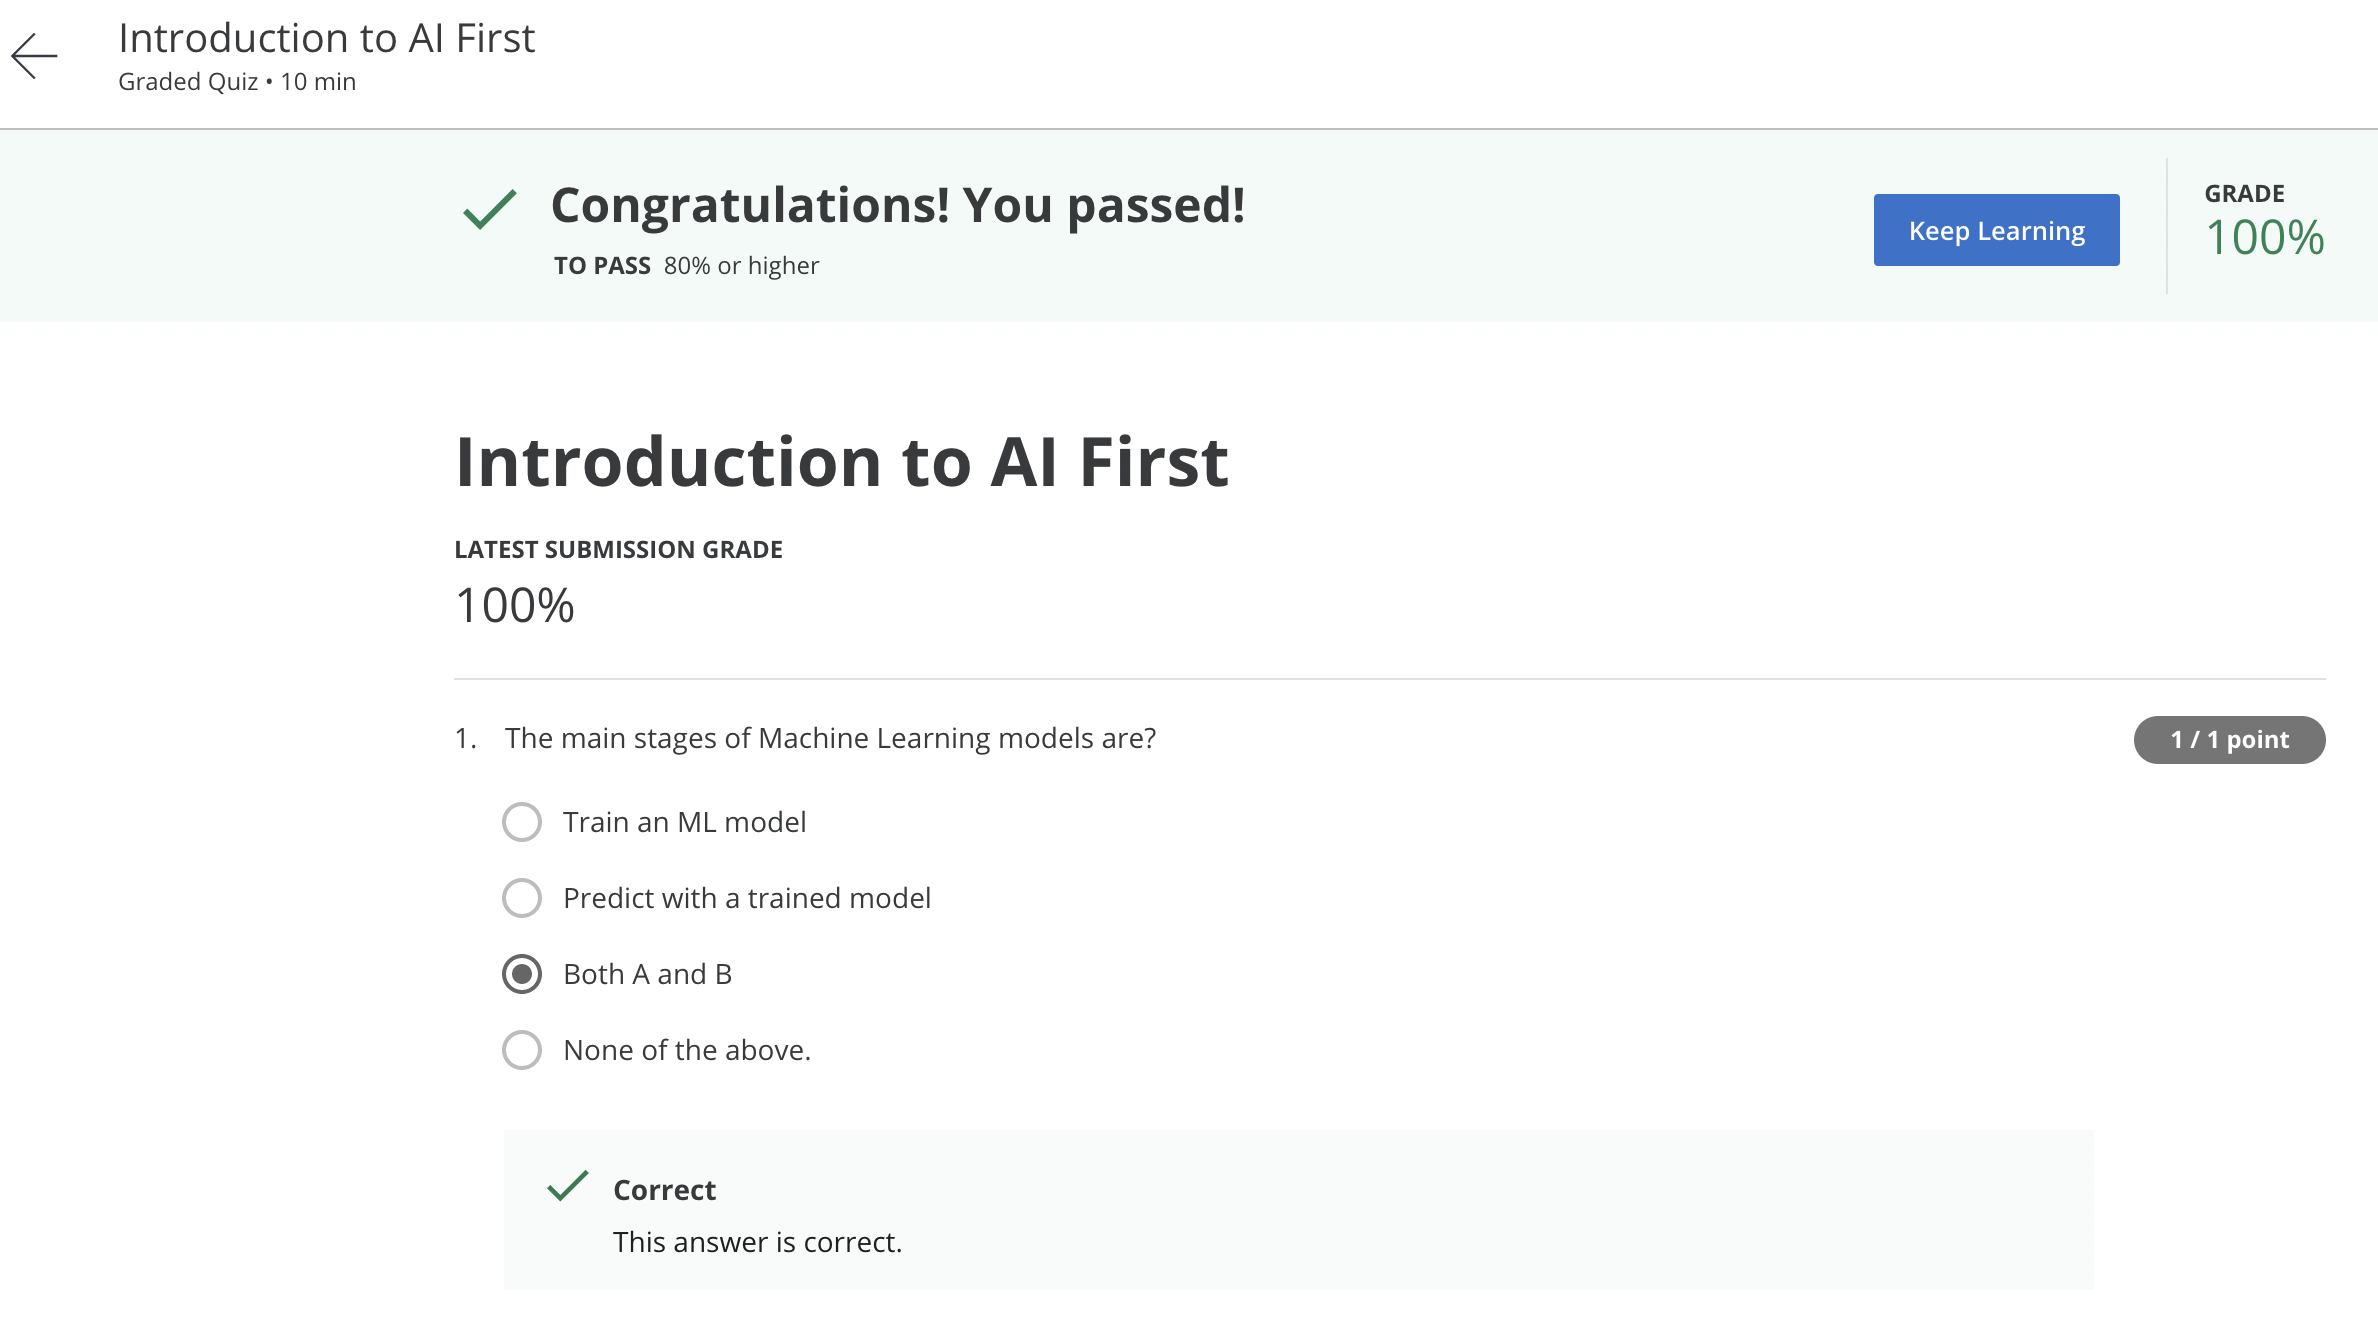 Introduction to AI First
Graded Quiz • 10 min
Congratulations! You passed!
TO PASS 80% or higher
Keep Learning
GRADE
100%
Introduction to AI First
LATEST SUBMISSION GRADE
100%
1. The main stages of Machine Learning models are?
1 / 1 point
Train an ML model
Predict with a trained model
Both A and B
None of the above.
Correct
This answer is correct.